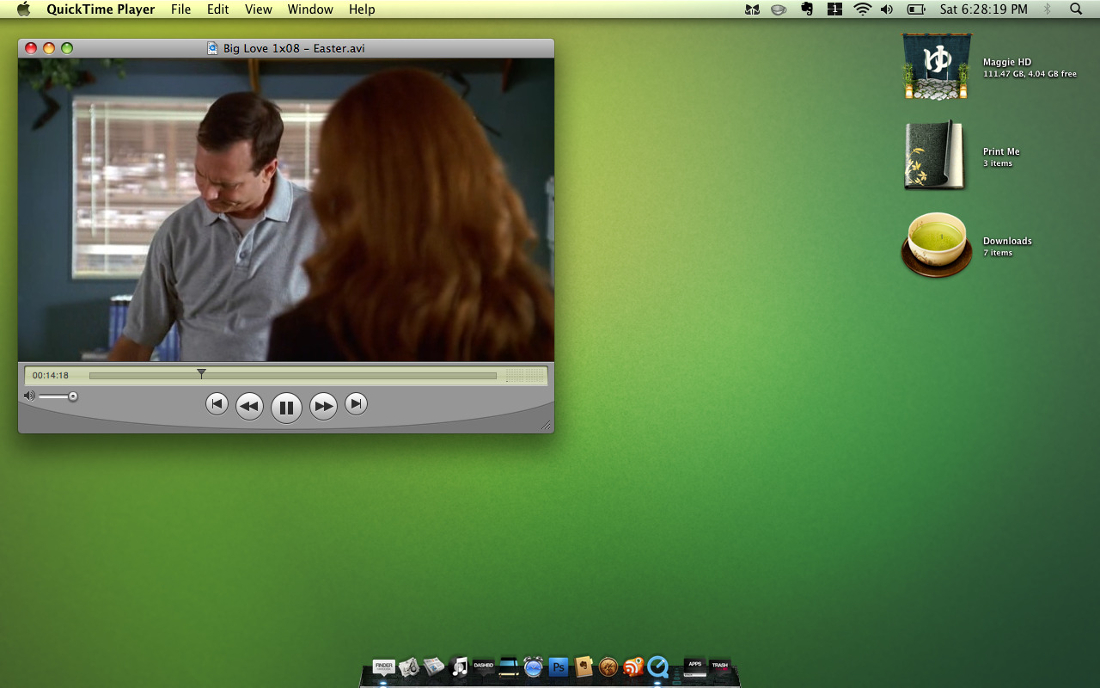 QuickTime Player File Edit View Window Help 1 Sat 6:28:19 PM
Big Love 1x08 – Easter.avi
00:14:18
ゆ
Maggie HD
111.47 GB, 4.04 GB free
Print Me
3 items
Downloads
7 items
FINDER
DASHBD
Ps
APPS
TRASH